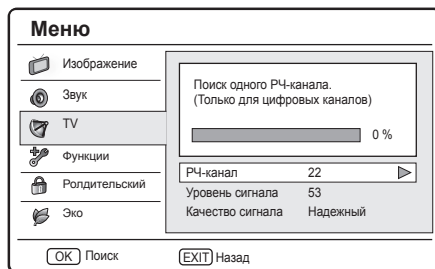 Меню
Изображение
Звук
TV
Функции
Ролдительский
Эко
Поиск одного РЧ-канала.
(Только для цифровых каналов)
0 %
РЧ-канал 22
Уровень сигнала 53
Качество сигнала Надежный
OK Поиск EXIT Назад